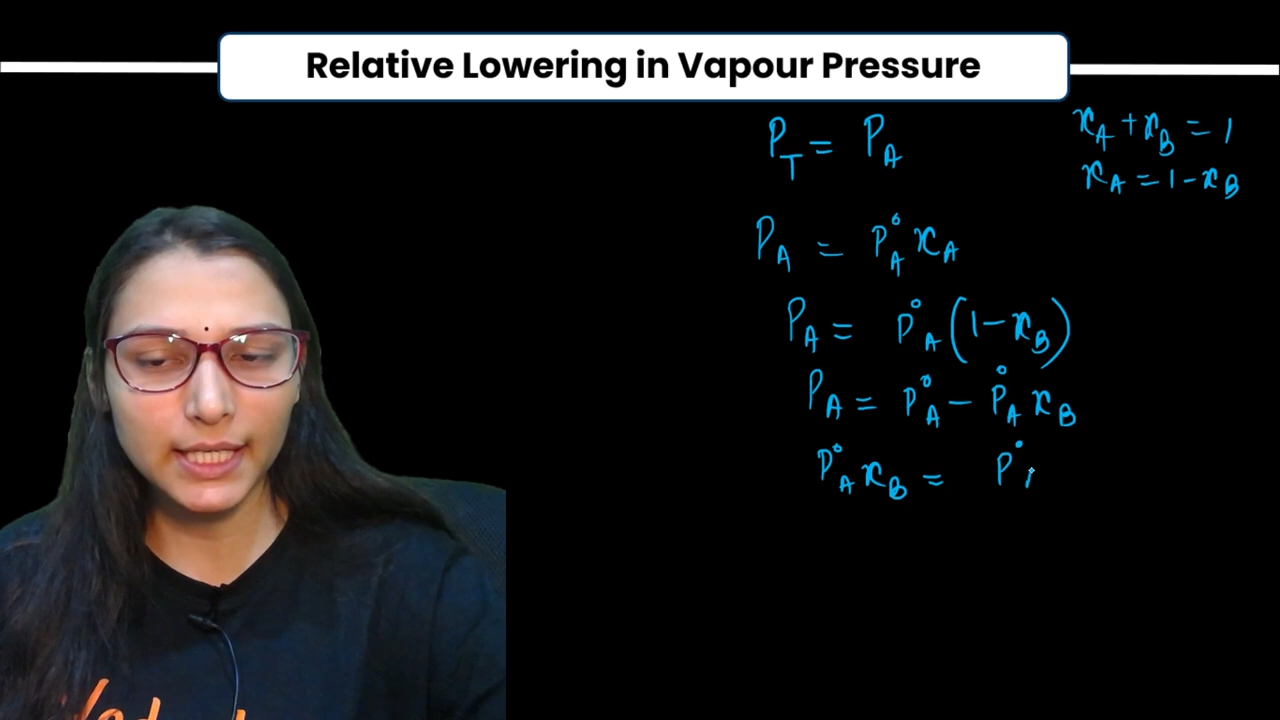 Relative Lowering in Vapour Pressure
P_T = P_A
x_A + x_B = 1
x_A = 1 - x_B
P_A = P°_A x_A
P_A = P°_A (1 - x_B)
P_A = P°_A - P°_A x_B
P°_A x_B = P°